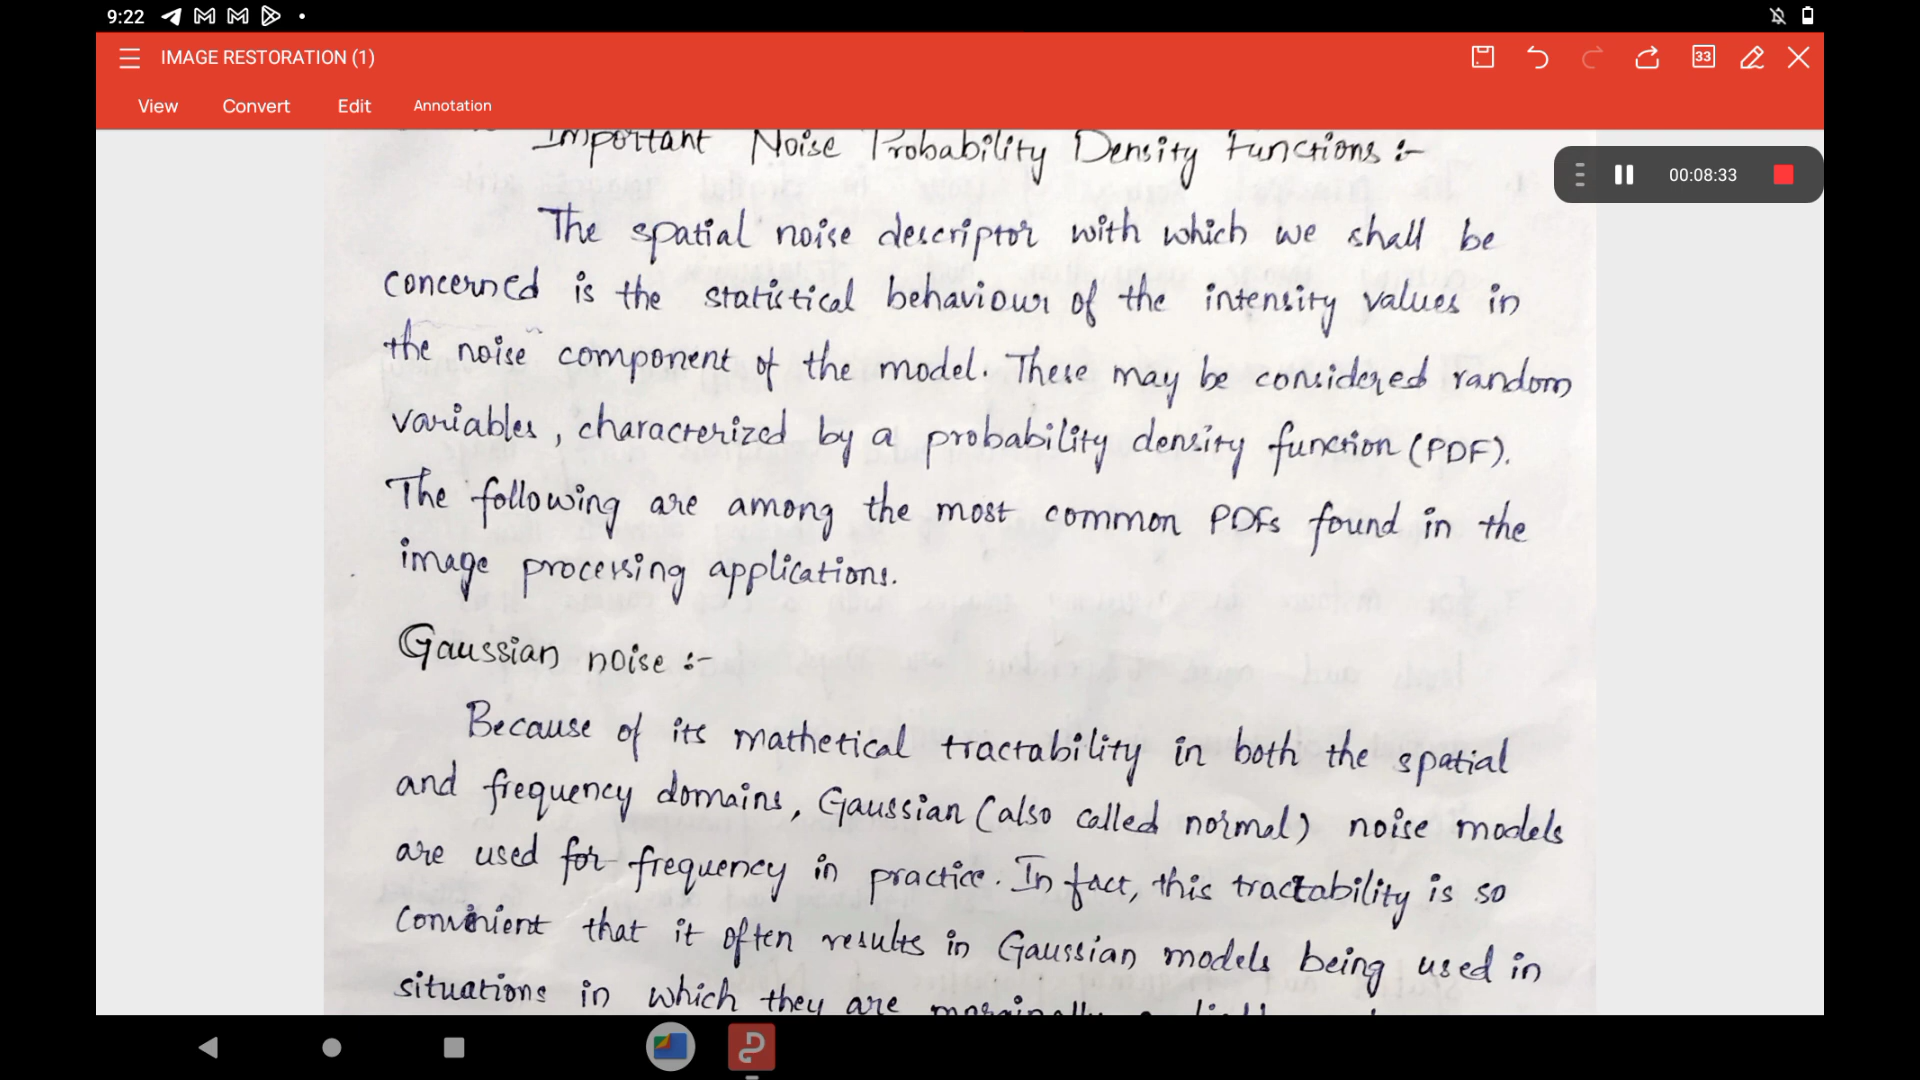 9:22
IMAGE RESTORATION (1)
33
View Convert Edit Annotation
Important Noise Probability Density Functions :-
00:08:33
The spatial noise descriptor with which we shall be
concerned is the statistical behaviour of the intensity values in
the noise component of the model. These may be considered random
variables, characterized by a probability density function (PDF).
The following are among the most common PDFs found in the
image processing applications.
Gaussian noise :-
Because of its mathetical tractability in both the spatial
and frequency domains, Gaussian (also called normal) noise models
are used for frequency in practice. In fact, this tractability is so
convinient that it often results in Gaussian models being used in
situations in which they are marginally